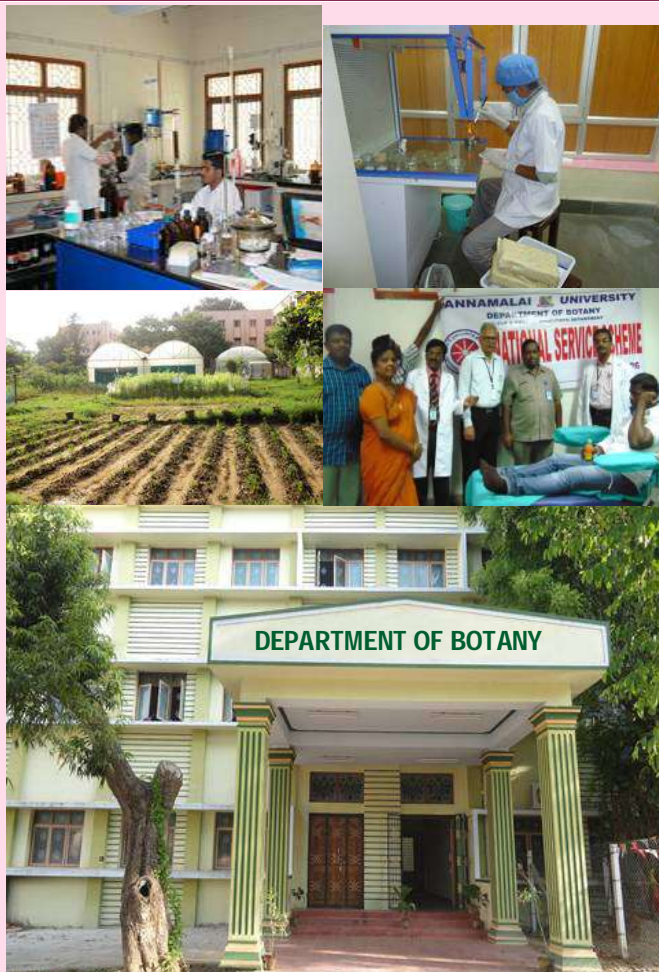 ANNAMALAI UNIVERSITY
DEPARTMENT OF BOTANY
NATIONAL SERVICE SCHEME
DEPARTMENT OF BOTANY